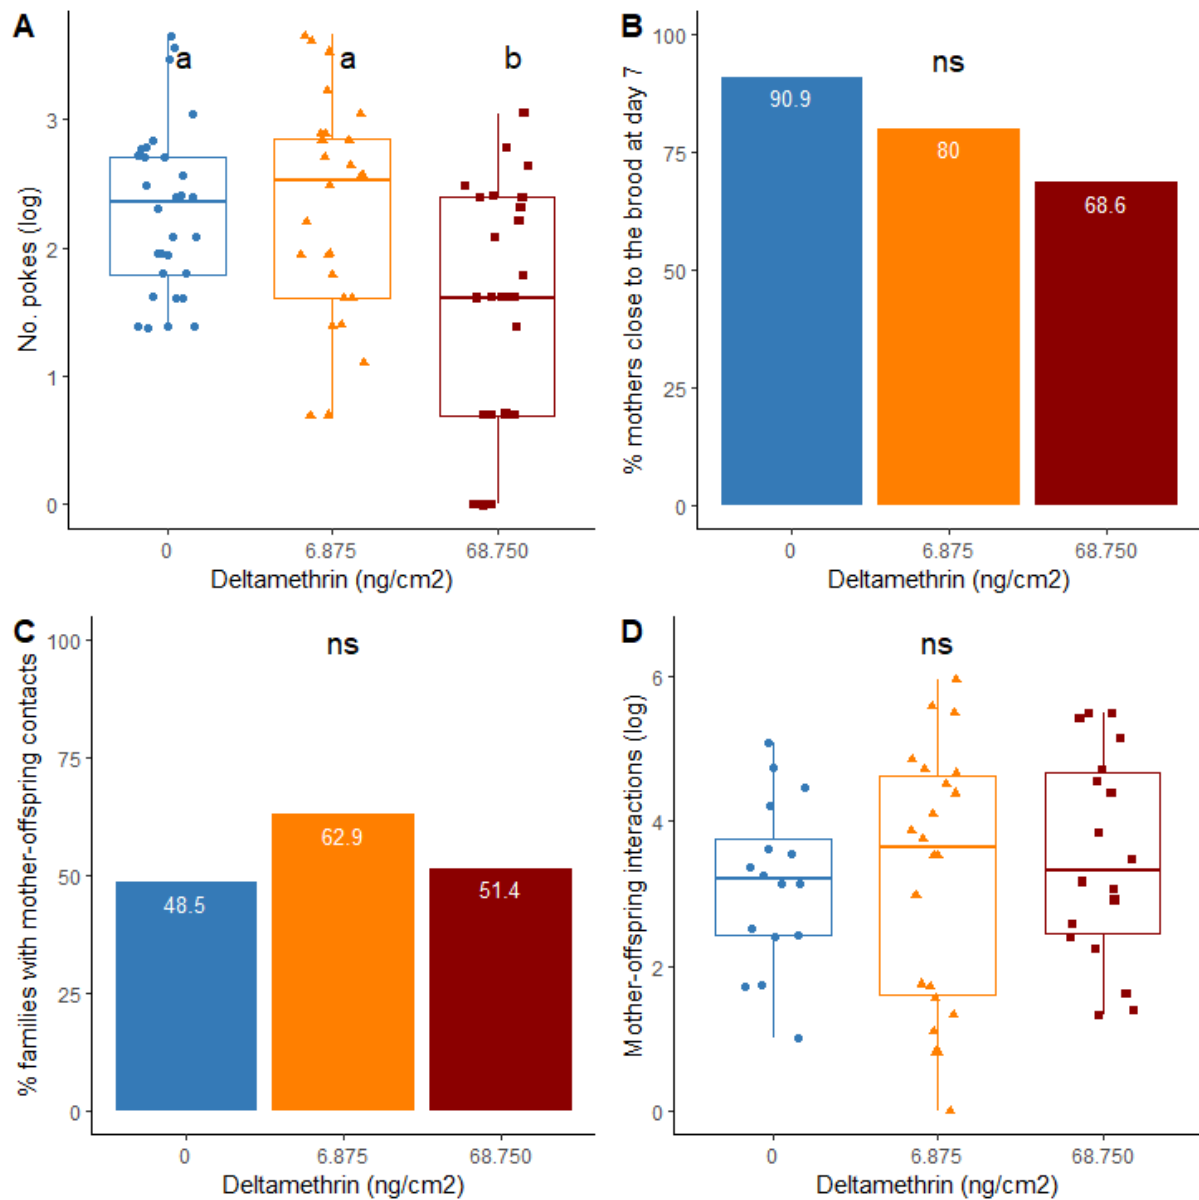 A
No. pokes (log)
3
2
1
0
a
a
b
0
6.875
68.750
Deltamethrin (ng/cm2)
B
% mothers close to the brood at day 7
100
75
50
25
0
ns
90.9
80
68.6
0
6.875
68.750
Deltamethrin (ng/cm2)
C
% families with mother-offspring contacts
100
75
50
25
0
ns
48.5
62.9
51.4
0
6.875
68.750
Deltamethrin (ng/cm2)
D
Mother-offspring interactions (log)
6
4
2
0
ns
0
6.875
68.750
Deltamethrin (ng/cm2)